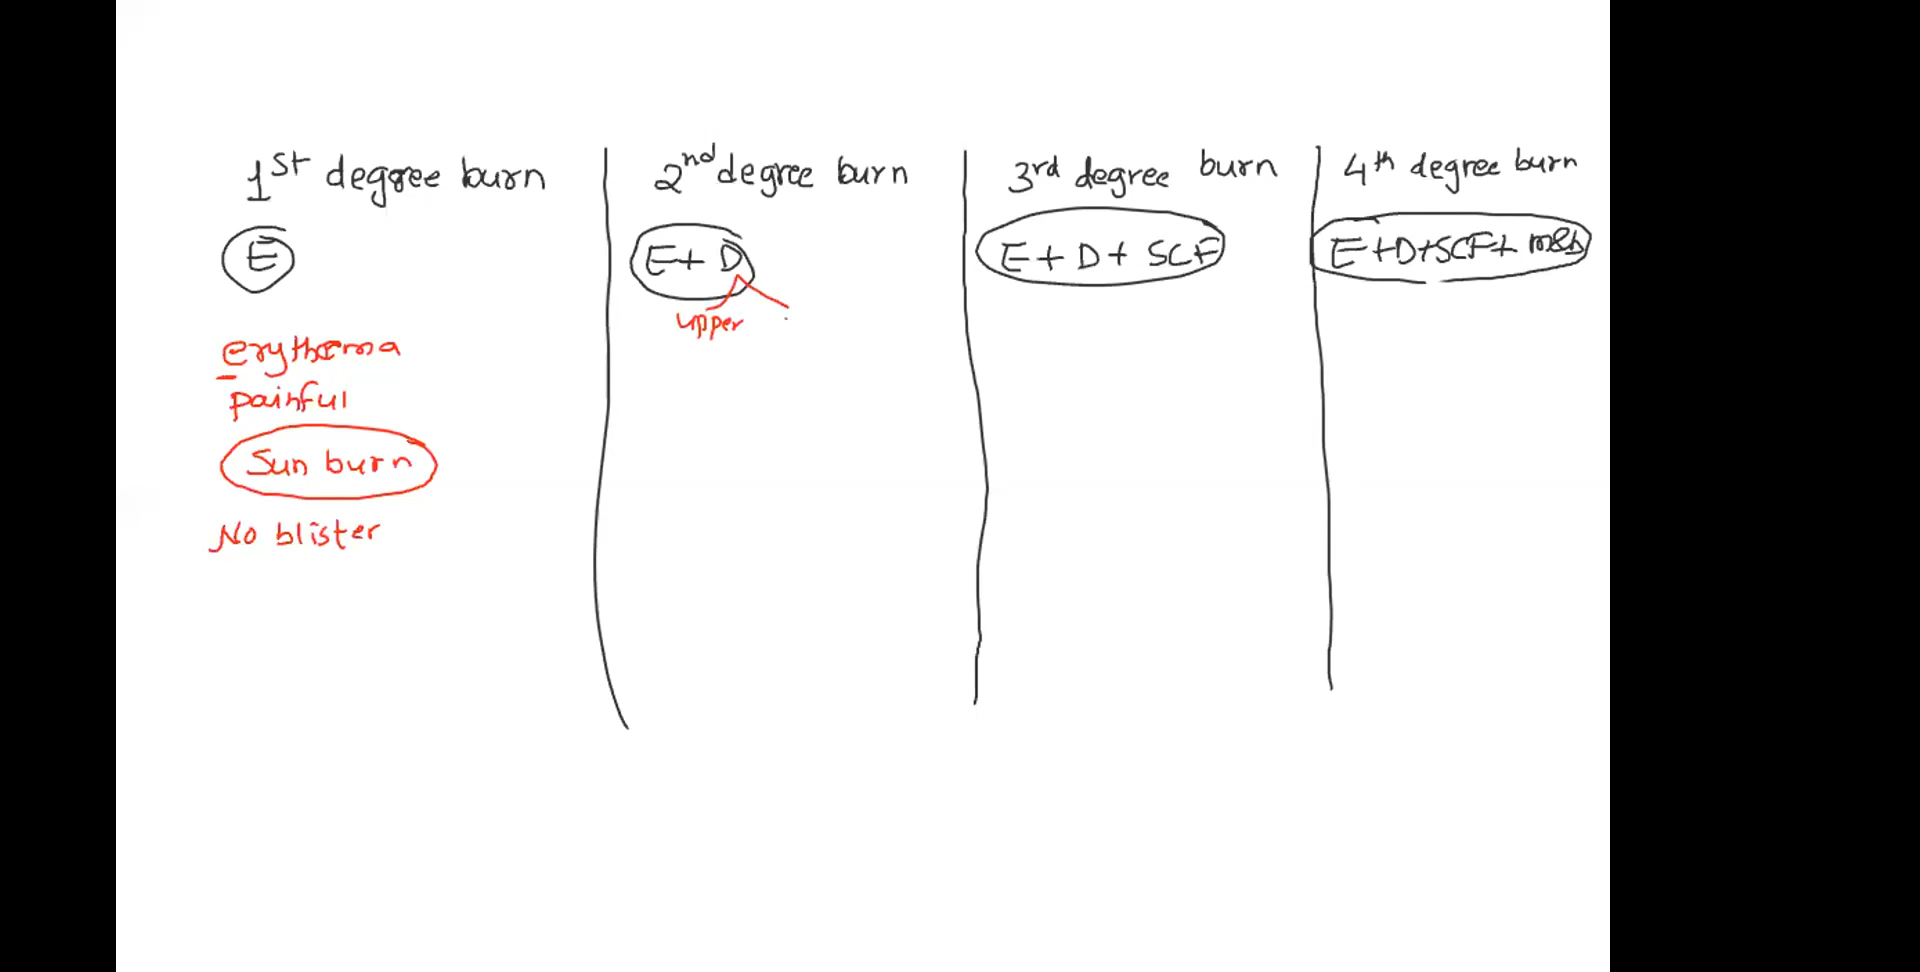 1st degree burn
E
erythema
painful
Sun burn
No blister
2nd degree burn
E+ D
upper
3rd degree burn
E + D + SCF
4th degree burn
E+D+SCF+ m&b